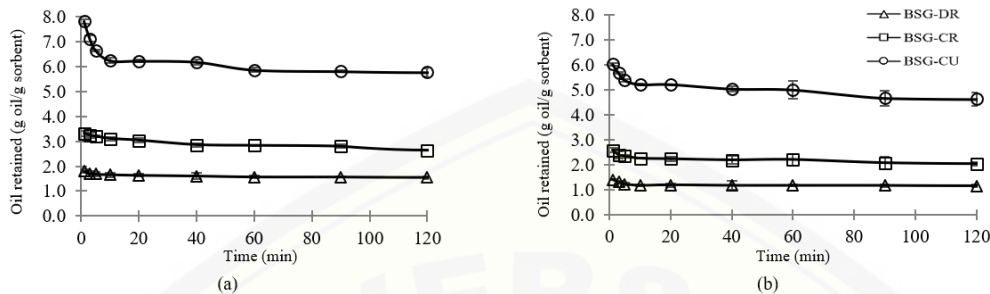 (a)
Oil retained (g oil/g sorbent)
8.0
7.0
6.0
5.0
4.0
3.0
2.0
1.0
0.0
0 20 40 60 80 100 120
Time (min)
(a)
(b)
Oil retained (g oil/g sorbent)
8.0
7.0
6.0
5.0
4.0
3.0
2.0
1.0
0.0
0 20 40 60 80 100 120
Time (min)
(b)
BSG-DR
BSG-CR
BSG-CU